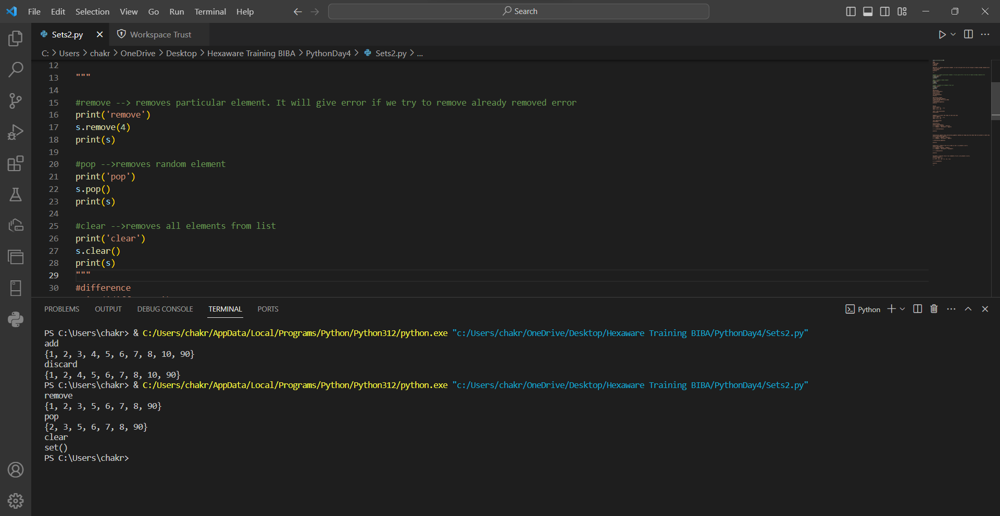 File Edit Selection View Go Run Terminal Help Search
Sets2.py Workspace Trust
C: > Users > chakr > OneDrive > Desktop > Hexaware Training BIBA > PythonDay4 > Sets2.py > ...
12
13 """
14
15 #remove --> removes particular element. It will give error if we try to remove already removed error
16 print('remove')
17 s.remove(4)
18 print(s)
19
20 #pop -->removes random element
21 print('pop')
22 s.pop()
23 print(s)
24
25 #clear -->removes all elements from list
26 print('clear')
27 s.clear()
28 print(s)
29 """
30 #difference
PROBLEMS OUTPUT DEBUG CONSOLE TERMINAL PORTS Python
PS C:\Users\chakr> & C:/Users/chakr/AppData/Local/Programs/Python/Python312/python.exe "c:/Users/chakr/OneDrive/Desktop/Hexaware Training BIBA/PythonDay4/Sets2.py"
add
{1, 2, 3, 4, 5, 6, 7, 8, 10, 90}
discard
{1, 2, 4, 5, 6, 7, 8, 10, 90}
PS C:\Users\chakr> & C:/Users/chakr/AppData/Local/Programs/Python/Python312/python.exe "c:/Users/chakr/OneDrive/Desktop/Hexaware Training BIBA/PythonDay4/Sets2.py"
remove
{1, 2, 3, 5, 6, 7, 8, 90}
pop
{2, 3, 5, 6, 7, 8, 90}
clear
set()
PS C:\Users\chakr>